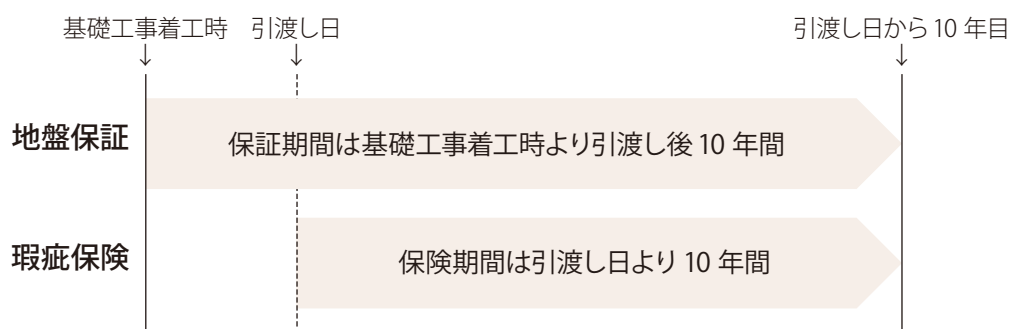 基礎工事着工時 引渡し日 引渡し日から10年目
↓ ↓ ↓
地盤保証 保証期間は基礎工事着工時より引渡し後10年間
瑕疵保険 保険期間は引渡し日より10年間